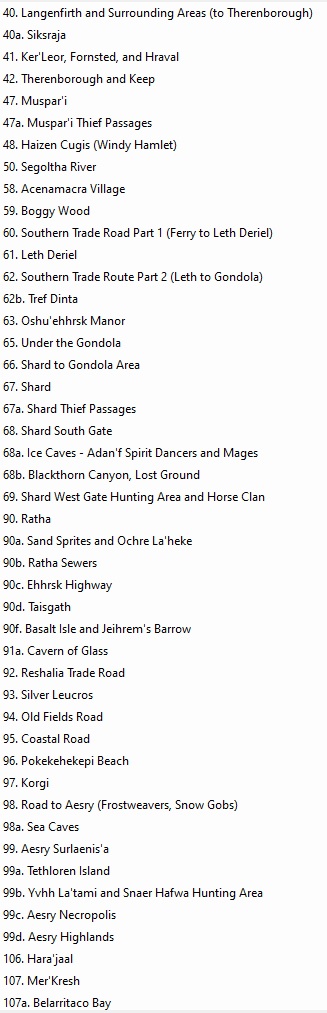 40. Langenfirth and Surrounding Areas (to Therenborough)
40a. Siksraja
41. Ker'Leor, Fornsted, and Hraval
42. Therenborough and Keep
47. Muspar'i
47a. Muspar'i Thief Passages
48. Haizen Cugis (Windy Hamlet)
50. Segoltha River
58. Acenamacra Village
59. Boggy Wood
60. Southern Trade Road Part 1 (Ferry to Leth Deriel)
61. Leth Deriel
62. Southern Trade Route Part 2 (Leth to Gondola)
62b. Tref Dinta
63. Oshu'ehhrsk Manor
65. Under the Gondola
66. Shard to Gondola Area
67. Shard
67a. Shard Thief Passages
68. Shard South Gate
68a. Ice Caves - Adan'f Spirit Dancers and Mages
68b. Blackthorn Canyon, Lost Ground
69. Shard West Gate Hunting Area and Horse Clan
90. Ratha
90a. Sand Sprites and Ochre La'heke
90b. Ratha Sewers
90c. Ehhrsk Highway
90d. Taisgath
90f. Basalt Isle and Jeihrem's Barrow
91a. Cavern of Glass
92. Reshalia Trade Road
93. Silver Leucros
94. Old Fields Road
95. Coastal Road
96. Pokekehekepi Beach
97. Korgi
98. Road to Aesry (Frostweavers, Snow Gobs)
98a. Sea Caves
99. Aesry Surlaenis'a
99a. Tethloren Island
99b. Yvhh La'tami and Snaer Hafwa Hunting Area
99c. Aesry Necropolis
99d. Aesry Highlands
106. Hara'jaal
107. Mer'Kresh
107a. Belarritaco Bay